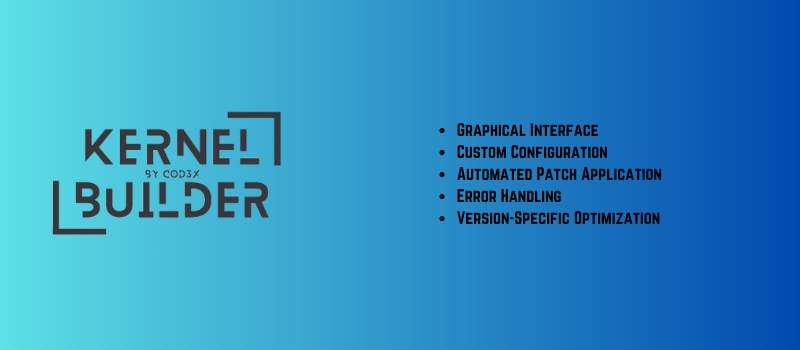 KERNEL
BY COD3X
BUILDER
• Graphical Interface
• Custom Configuration
• Automated Patch Application
• Error Handling
• Version-Specific Optimization